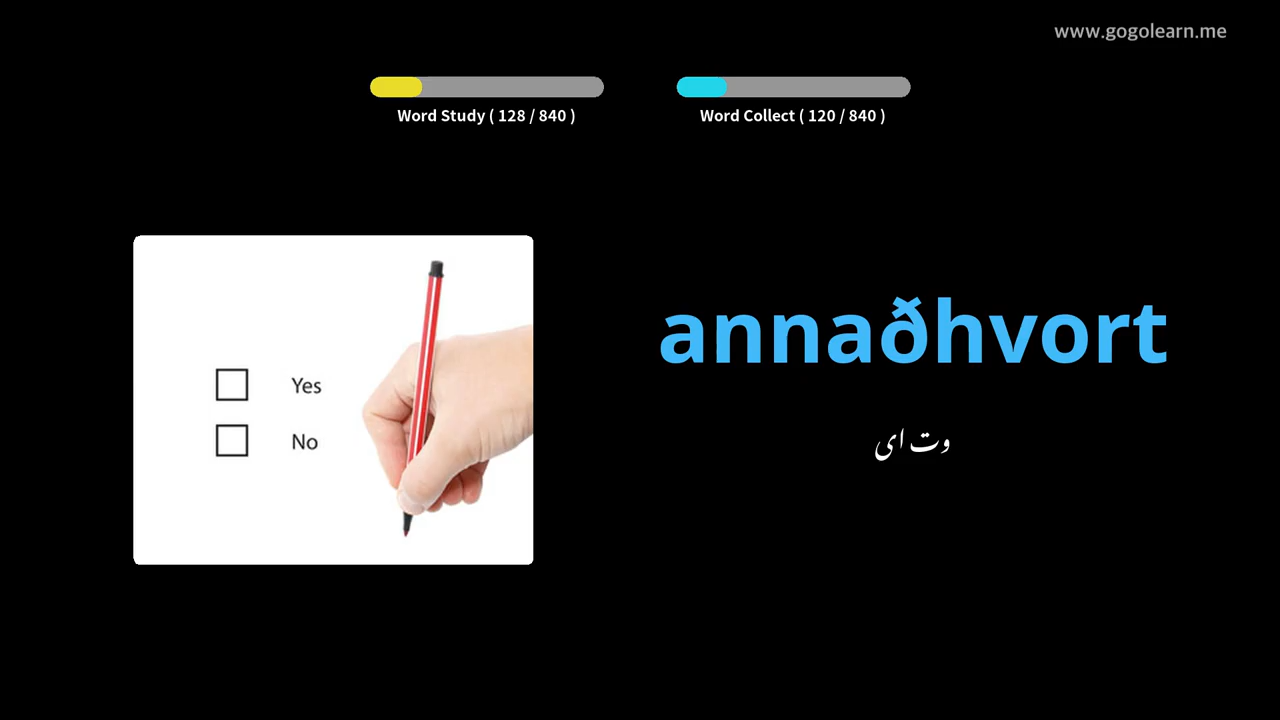 www.gogolearn.me
Word Study ( 128 / 840 )
Word Collect ( 120 / 840 )
annaðhvort
وت ای
Yes
No